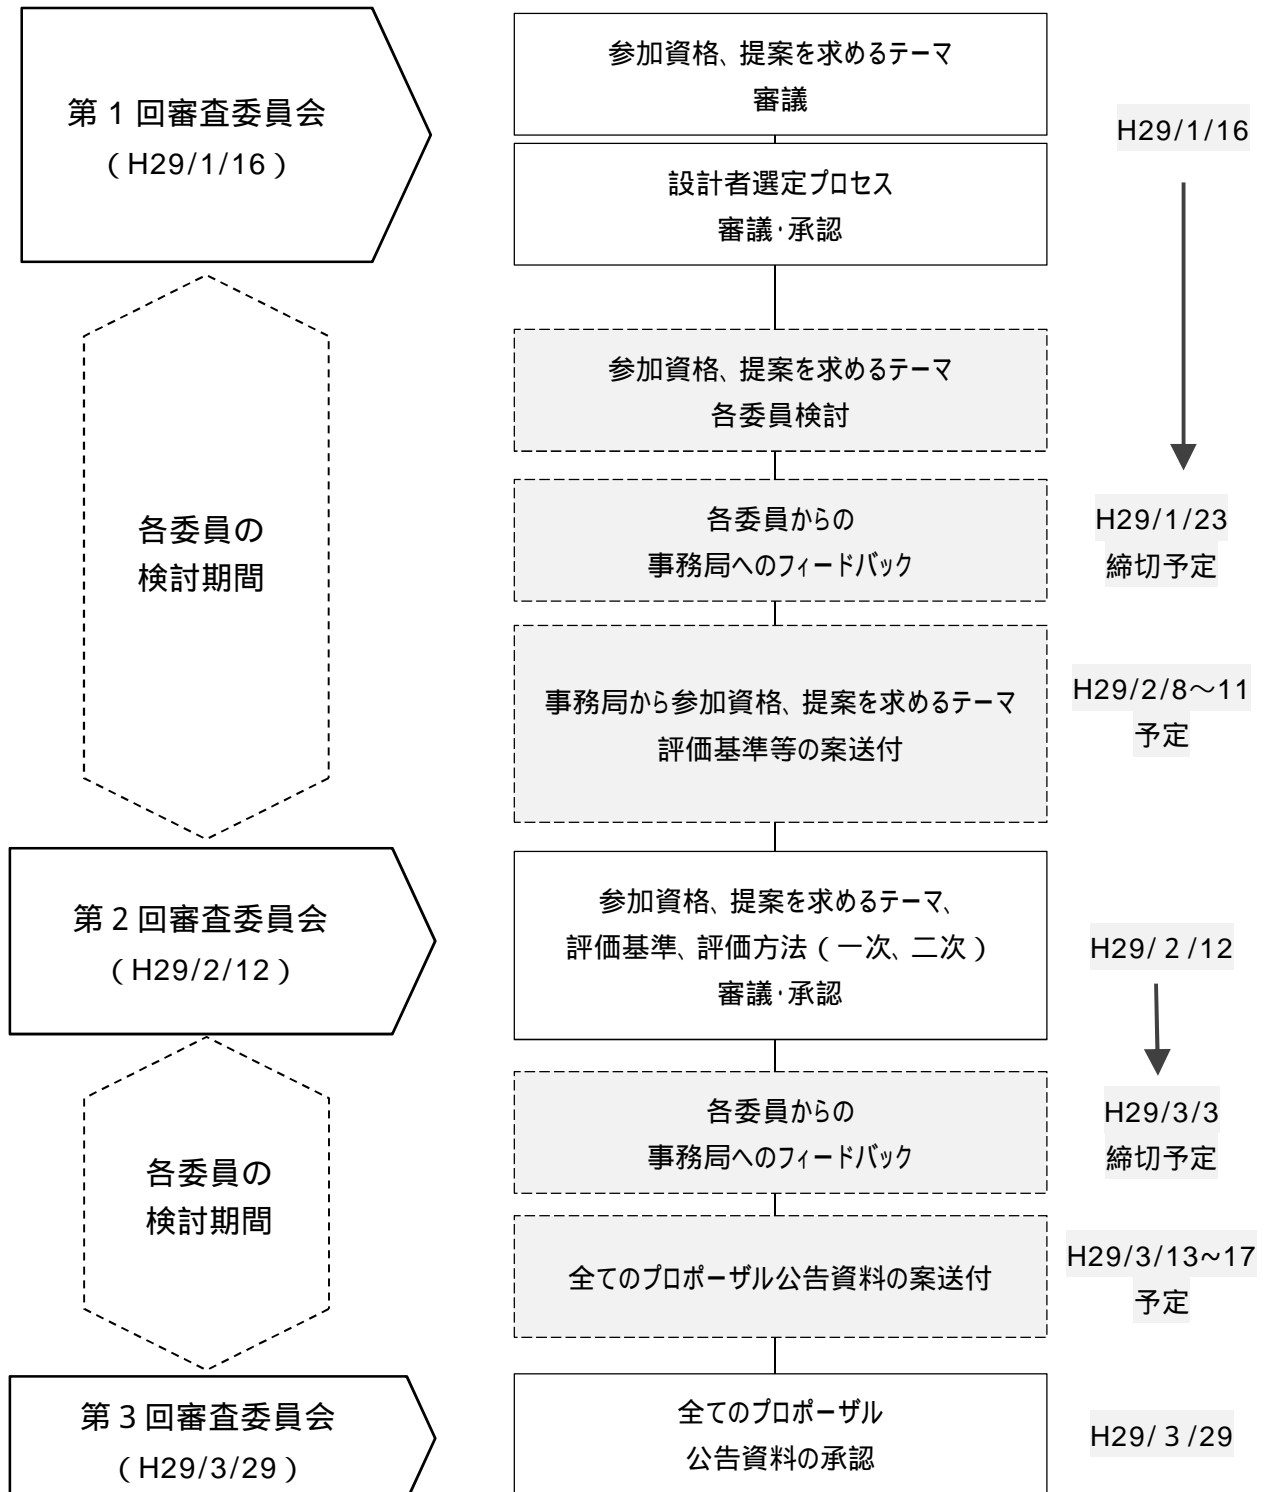 第１回審査委員会
（H29/1/16）
参加資格、提案を求めるテーマ
審議
設計者選定プロセス
審議・承認
H29/1/16
参加資格、提案を求めるテーマ
各委員検討
各委員の
検討期間
各委員からの
事務局へのフィードバック
H29/1/23
締切予定
事務局から参加資格、提案を求めるテーマ
評価基準等の案送付
H29/2/8～11
予定
第２回審査委員会
（H29/2/12）
参加資格、提案を求めるテーマ、
評価基準、評価方法（一次、二次）
審議・承認
H29/２/12
各委員の
検討期間
各委員からの
事務局へのフィードバック
H29/3/3
締切予定
全てのプロポーザル公告資料の案送付
H29/3/13~17
予定
第３回審査委員会
（H29/3/29）
全てのプロポーザル
公告資料の承認
H29/３/29